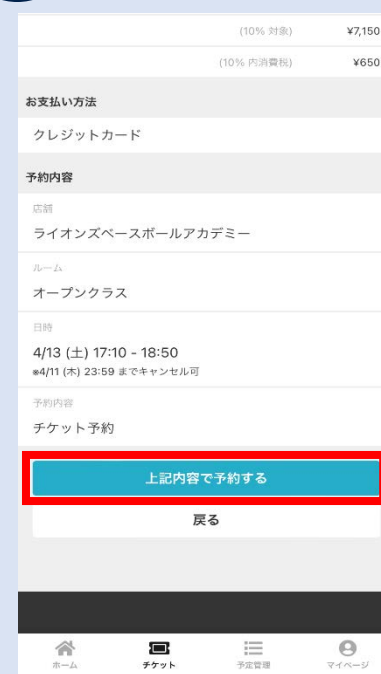 (10% 対象) ¥7,150
(10% 内消費税) ¥650
お支払い方法
クレジットカード
予約内容
店舗
ライオンズベースボールアカデミー
ルーム
オープンクラス
日時
4/13 (土) 17:10 - 18:50
※4/11 (木) 23:59 までキャンセル可
予約内容
チケット予約
上記内容で予約する
戻る
ホーム チケット 予定管理 マイページ